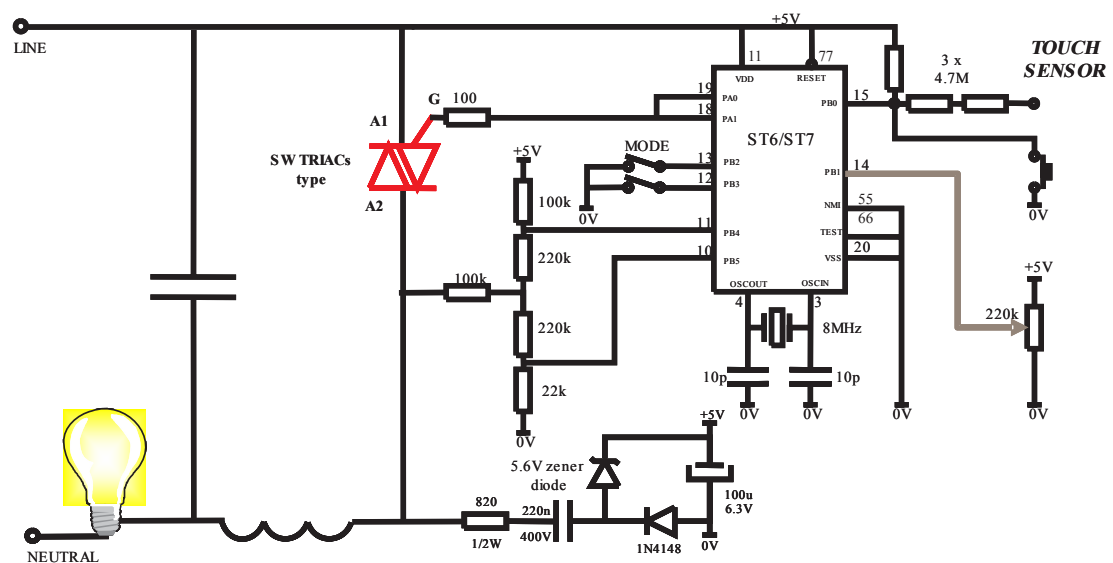 LINE
+5V
11
77
VDD
RESET
3 x
4.7M
TOUCH
SENSOR
G
100
19
PA0
18
PA1
PB0
15
A1
ST6/ST7
SW TRIACs
type
A2
+5V
MODE
13
PB2
12
PB3
PB1
14
0V
100k
NMI
55
66
TEST
0V
11
PB4
10
PB5
VSS
20
220k
100k
OSCOUT
OSCIN
4
3
+5V
220k
8MHz
220k
10p
10p
22k
0V
0V
0V
0V
0V
+5V
5.6V zener
diode
100u
6.3V
820
220n
1/2W
400V
1N4148
0V
NEUTRAL